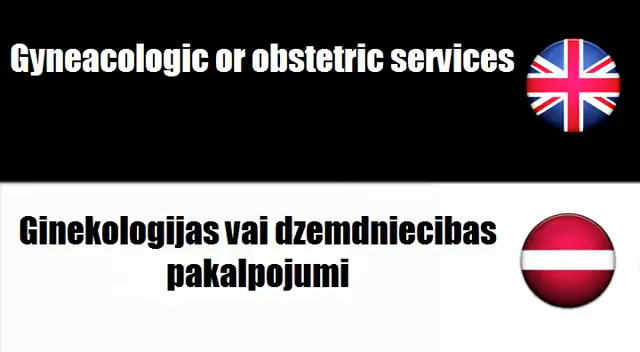 Gyneacologic or obstetric services
Ginekologijas vai dzemdniecibas
pakalpojumi